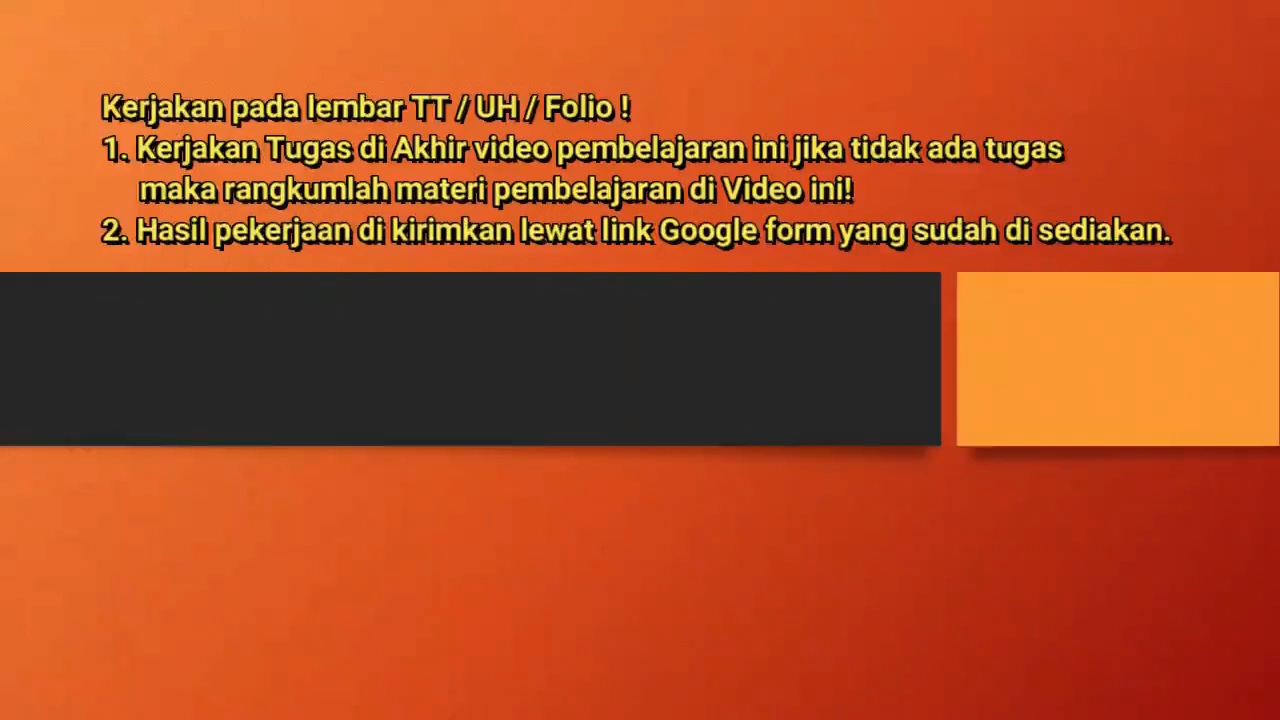 Kerjakan pada lembar TT / UH / Folio !
1. Kerjakan Tugas di Akhir video pembelajaran ini jika tidak ada tugas
maka rangkumlah materi pembelajaran di Video ini!
2. Hasil pekerjaan di kirimkan lewat link Google form yang sudah di sediakan.